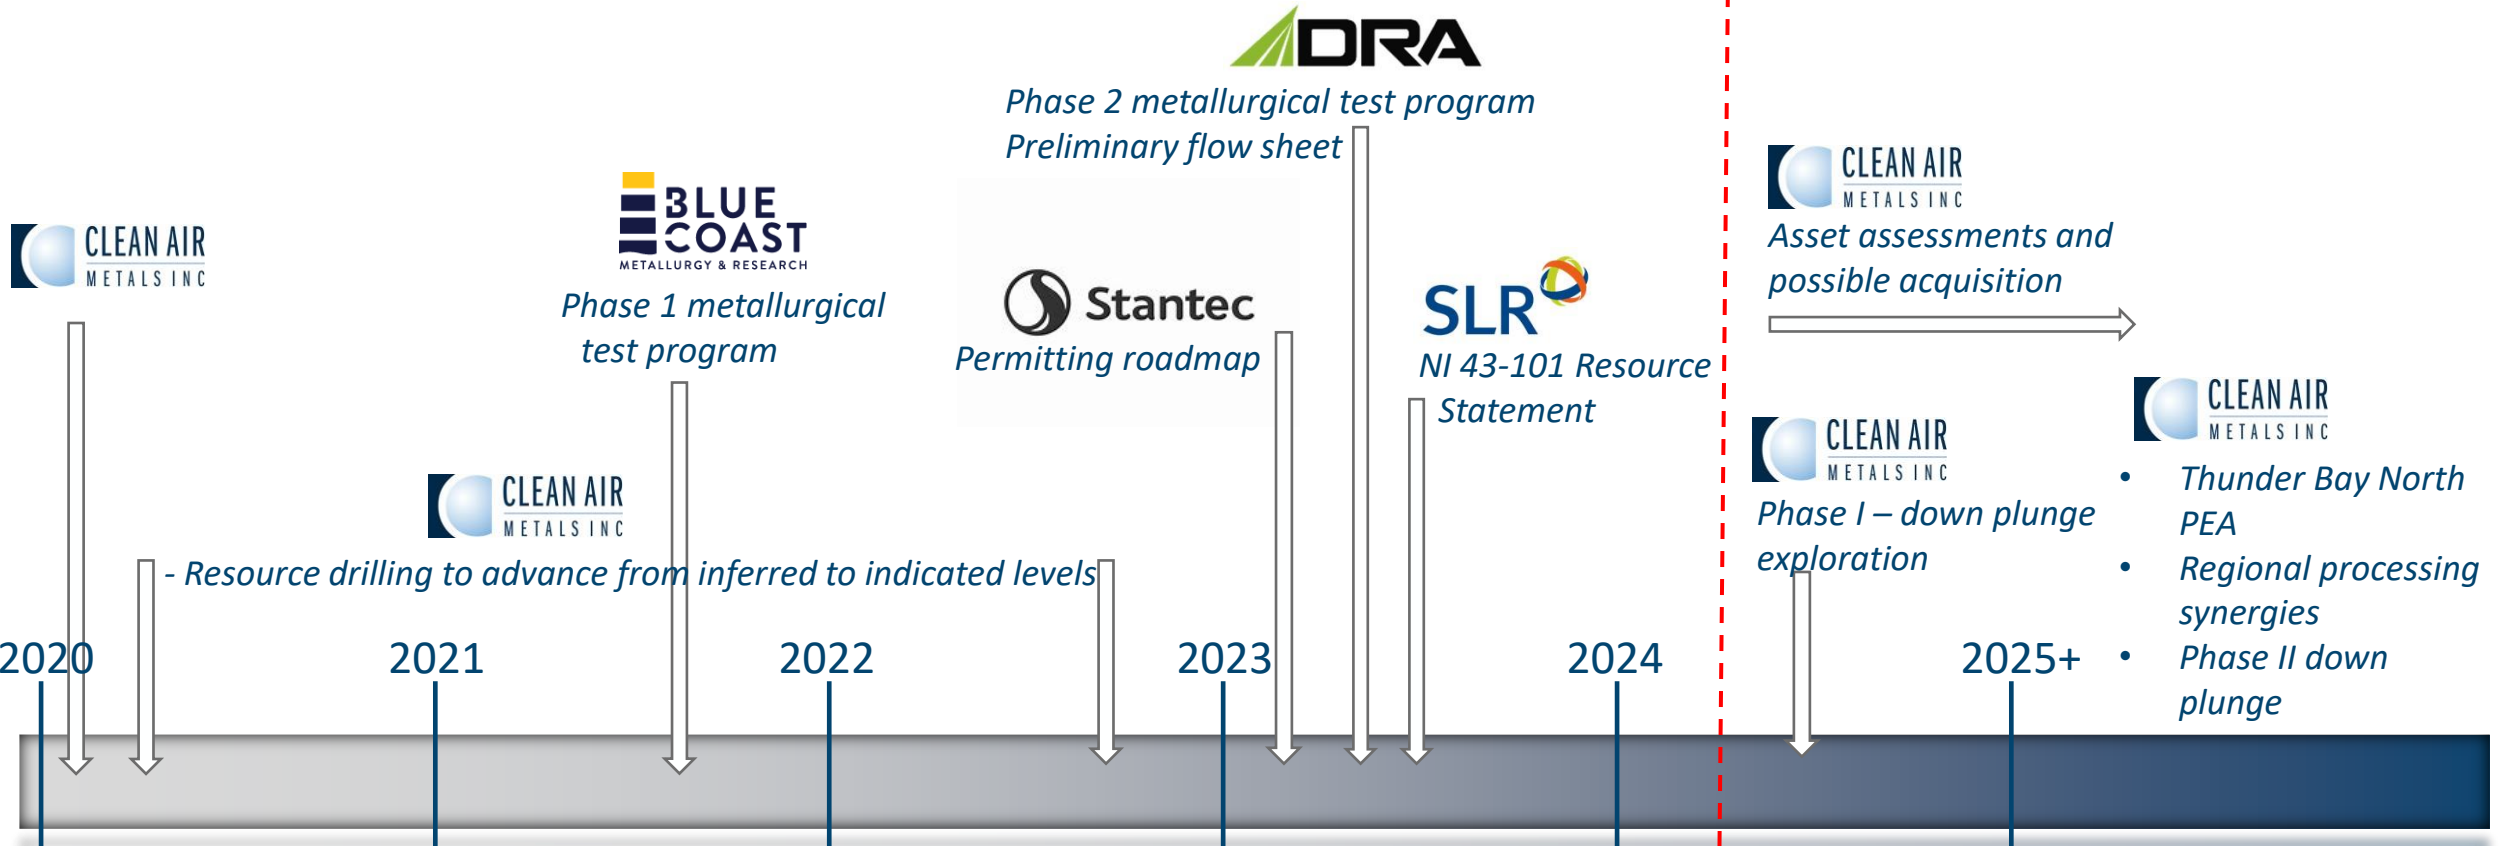 DRA
Phase 2 metallurgical test program
Preliminary flow sheet
CLEAN AIR
METALS INC
BLUE
COAST
METALLURGY & RESEARCH
Phase 1 metallurgical
test program
Stantec
Permitting roadmap
SLR
NI 43-101 Resource
Statement
CLEAN AIR
METALS INC
Asset assessments and
possible acquisition
CLEAN AIR
METALS INC
- Resource drilling to advance from inferred to indicated levels
CLEAN AIR
METALS INC
Phase I – down plunge
exploration
CLEAN AIR
METALS INC
• Thunder Bay North
PEA
• Regional processing
synergies
• Phase II down
plunge
2020
2021
2022
2023
2024
2025+